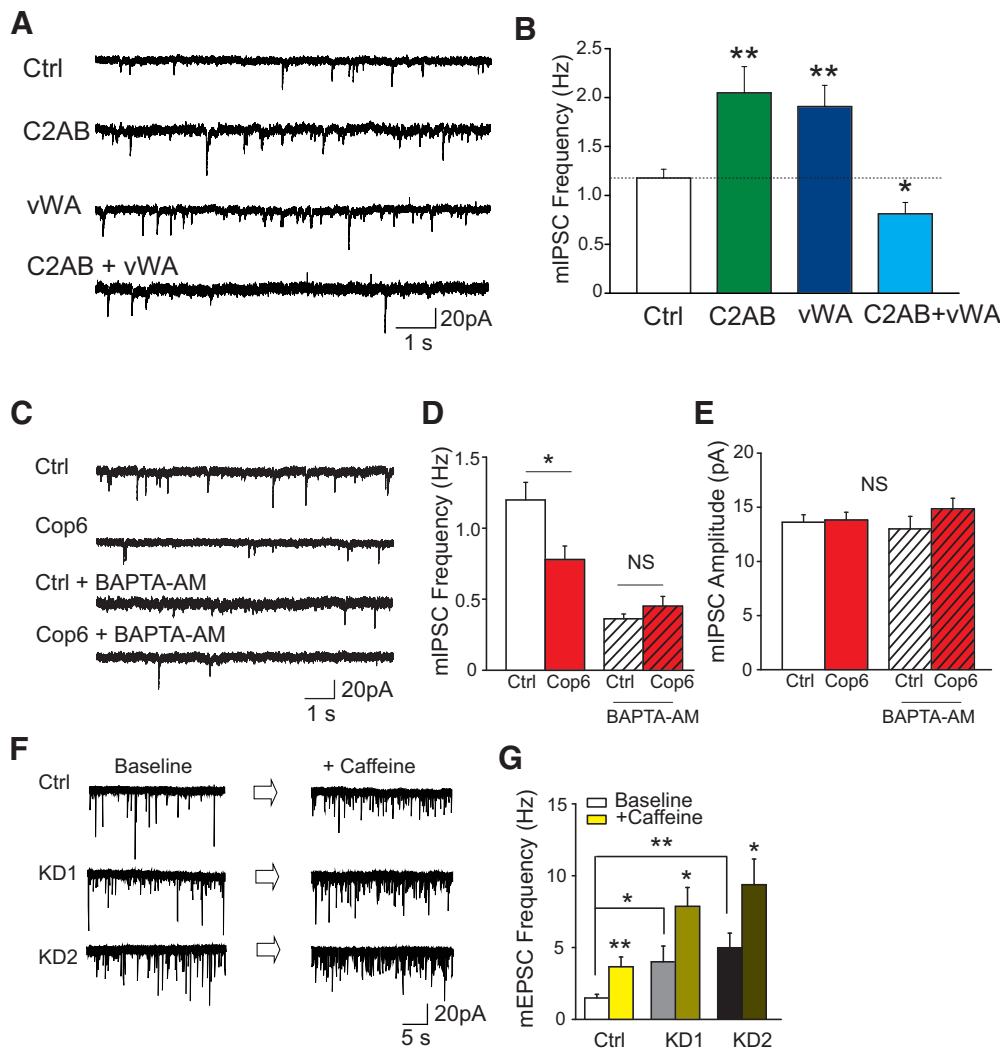 A
Ctrl
C2AB
vWA
C2AB + vWA
20pA
1 s
B
mIPSC Frequency (Hz)
2.5
2.0
1.5
1.0
0.5
0
**
**
*
Ctrl
C2AB
vWA
C2AB+vWA
C
Ctrl
Cop6
Ctrl + BAPTA-AM
Cop6 + BAPTA-AM
20pA
1 s
D
mIPSC Frequency (Hz)
1.5
1.0
0.5
0
*
NS
Ctrl
Cop6
Ctrl
Cop6
BAPTA-AM
E
mIPSC Amplitude (pA)
20
15
10
5
0
NS
Ctrl
Cop6
Ctrl
Cop6
BAPTA-AM
F
Baseline
+ Caffeine
Ctrl
KD1
KD2
20pA
5 s
G
mEPSC Frequency (Hz)
15
10
5
0
Baseline
+Caffeine
**
*
**
*
*
Ctrl
KD1
KD2